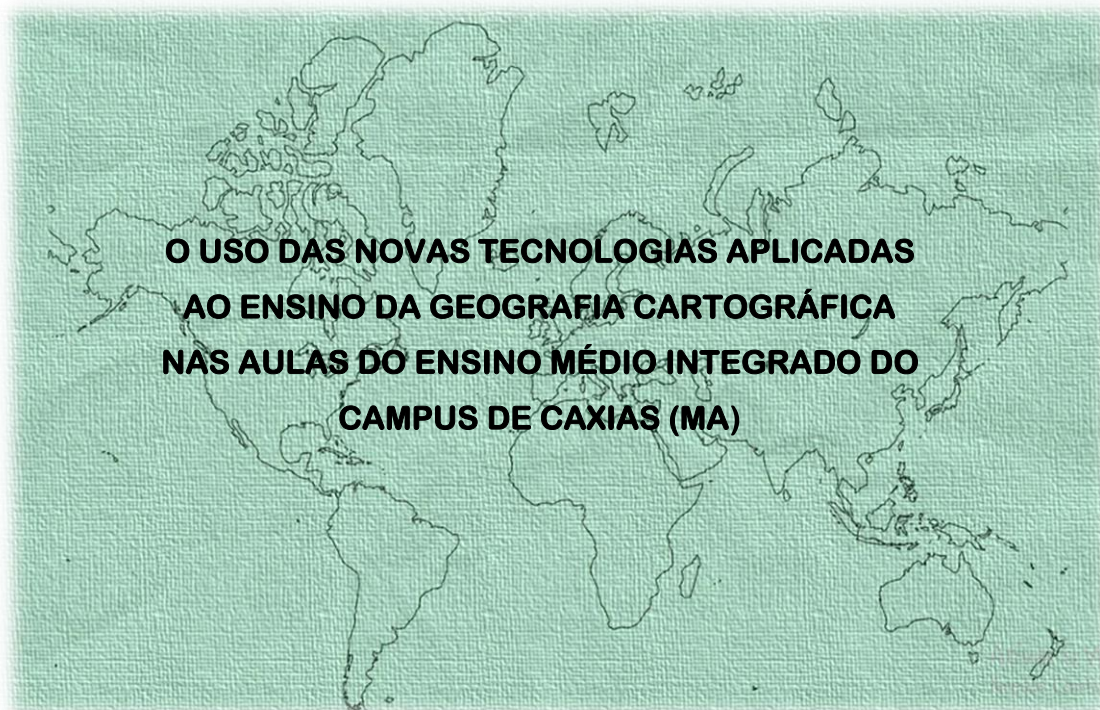 O USO DAS NOVAS TECNOLOGIAS APLICADAS
AO ENSINO DA GEOGRAFIA CARTOGRÁFICA
NAS AULAS DO ENSINO MÉDIO INTEGRADO DO
CAMPUS DE CAXIAS (MA)